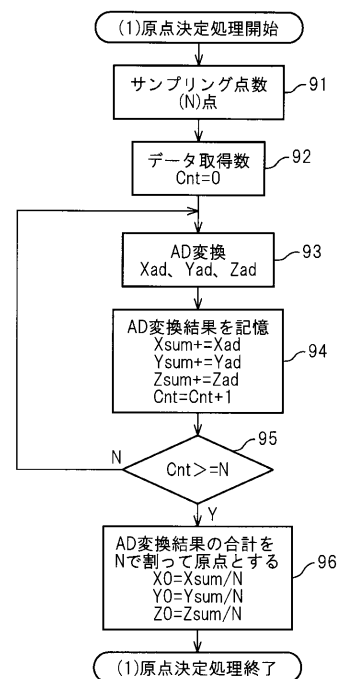 (1)原点決定処理開始
サンプリング点数
(N)点
91
データ取得数
Cnt=0
92
AD変換
Xad、Yad、Zad
93
AD変換結果を記憶
Xsum+=Xad
Ysum+=Yad
Zsum+=Zad
Cnt=Cnt+1
94
95
N
Cnt>=N
Y
AD変換結果の合計を
Nで割って原点とする
X0=Xsum/N
Y0=Ysum/N
Z0=Zsum/N
96
(1)原点決定処理終了